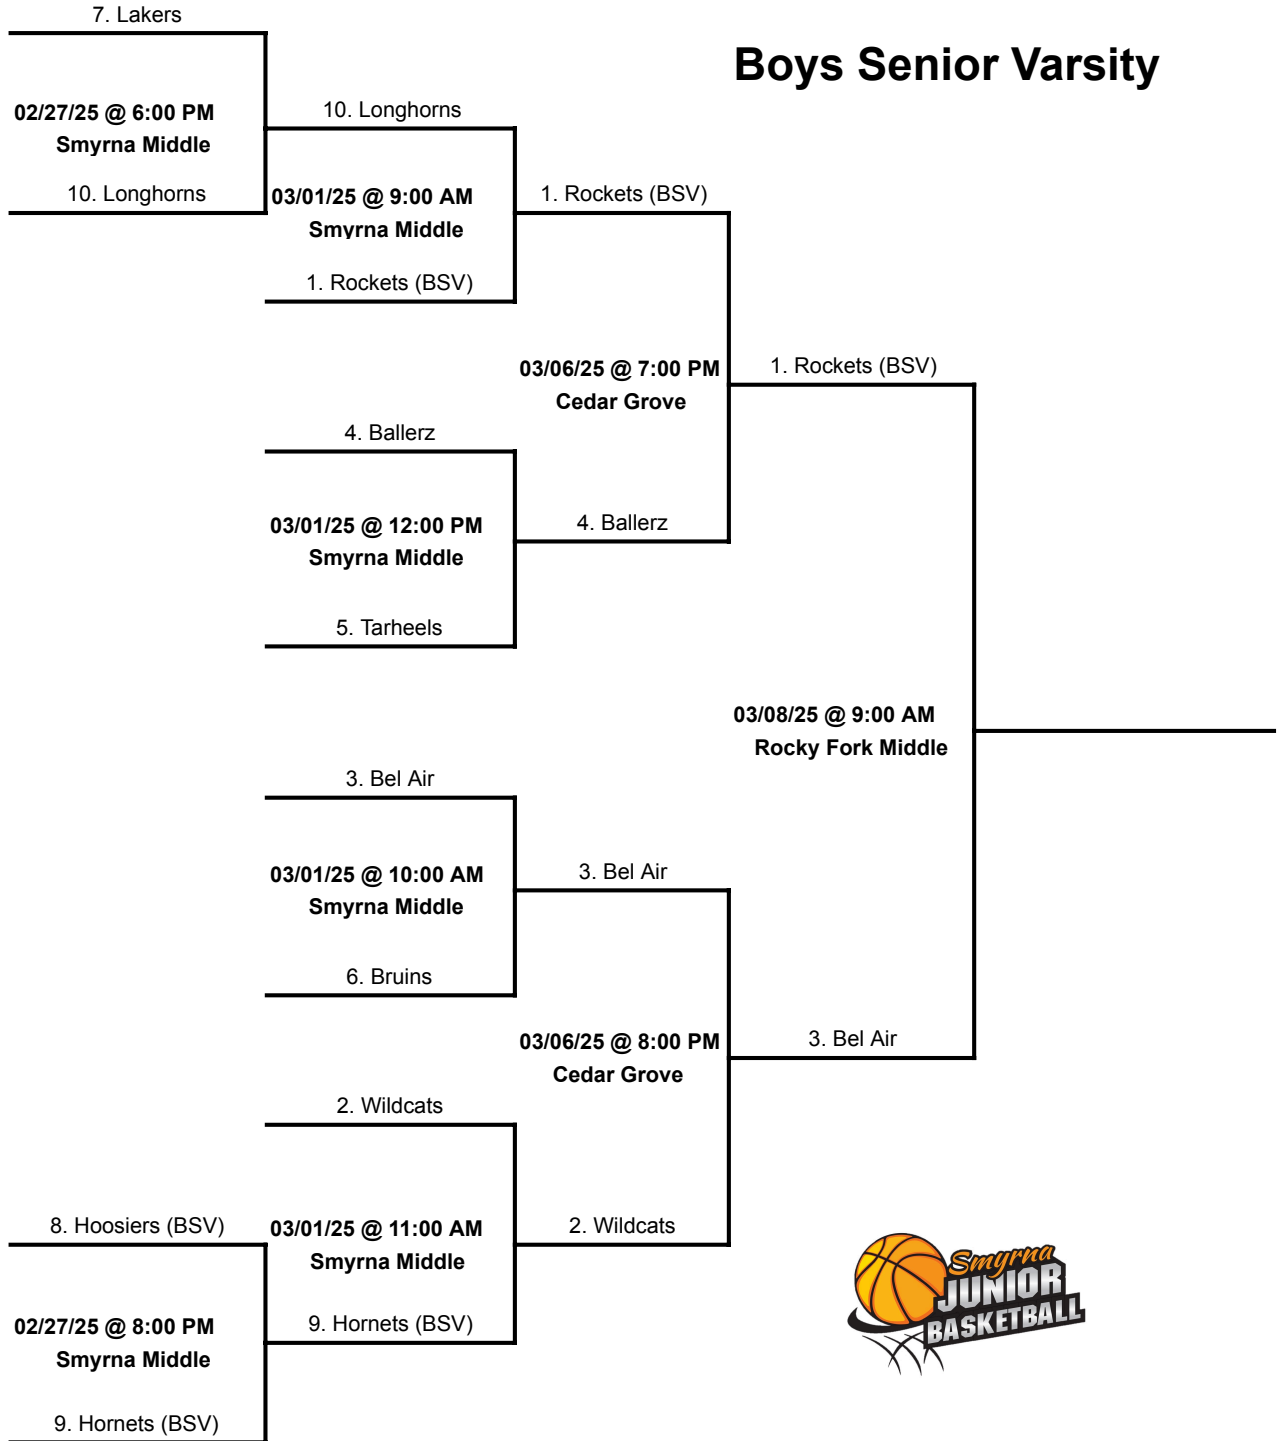 7. Lakers
Boys Senior Varsity
02/27/25 @ 6:00 PM
Smyrna Middle
10. Longhorns
10. Longhorns
03/01/25 @ 9:00 AM
Smyrna Middle
1. Rockets (BSV)
1. Rockets (BSV)
03/06/25 @ 7:00 PM
Cedar Grove
1. Rockets (BSV)
4. Ballerz
03/01/25 @ 12:00 PM
Smyrna Middle
4. Ballerz
5. Tarheels
03/08/25 @ 9:00 AM
Rocky Fork Middle
3. Bel Air
03/01/25 @ 10:00 AM
Smyrna Middle
3. Bel Air
6. Bruins
03/06/25 @ 8:00 PM
Cedar Grove
3. Bel Air
2. Wildcats
8. Hoosiers (BSV)
03/01/25 @ 11:00 AM
Smyrna Middle
2. Wildcats
9. Hornets (BSV)
02/27/25 @ 8:00 PM
Smyrna Middle
9. Hornets (BSV)
Smyrna
JUNIOR
BASKETBALL